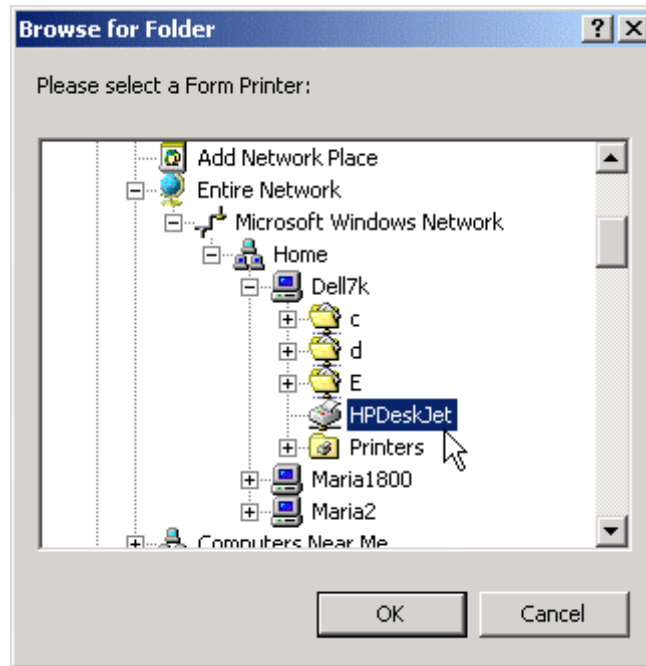 Browse for Folder
Please select a Form Printer:
Add Network Place
Entire Network
Microsoft Windows Network
Home
Dell7k
c
d
E
HPDeskJet
Printers
Maria1800
Maria2
Computers Near Me
OK Cancel